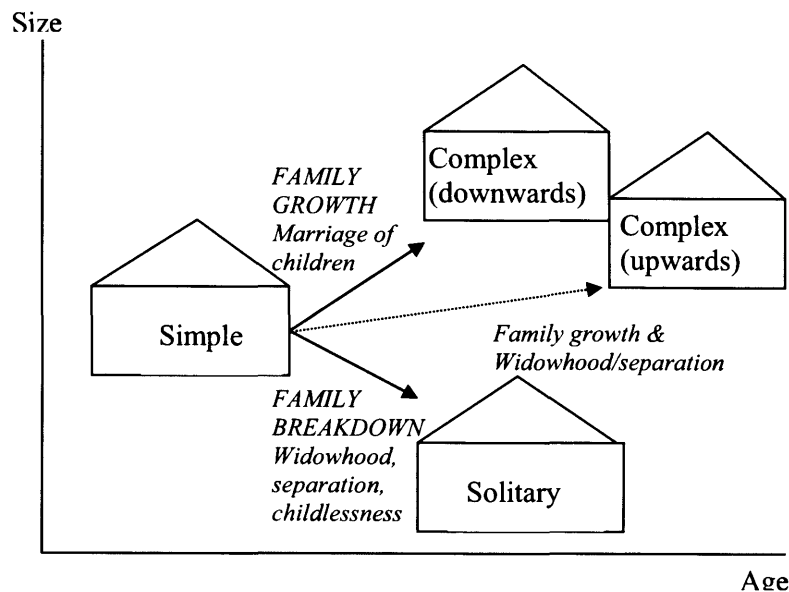 Size
Complex
(downwards)
FAMILY
GROWTH
Marriage of
children
Complex
(upwards)
Simple
Family growth &
Widowhood/separation
FAMILY
BREAKDOWN
Widowhood,
separation,
childlessness
Solitary
Age